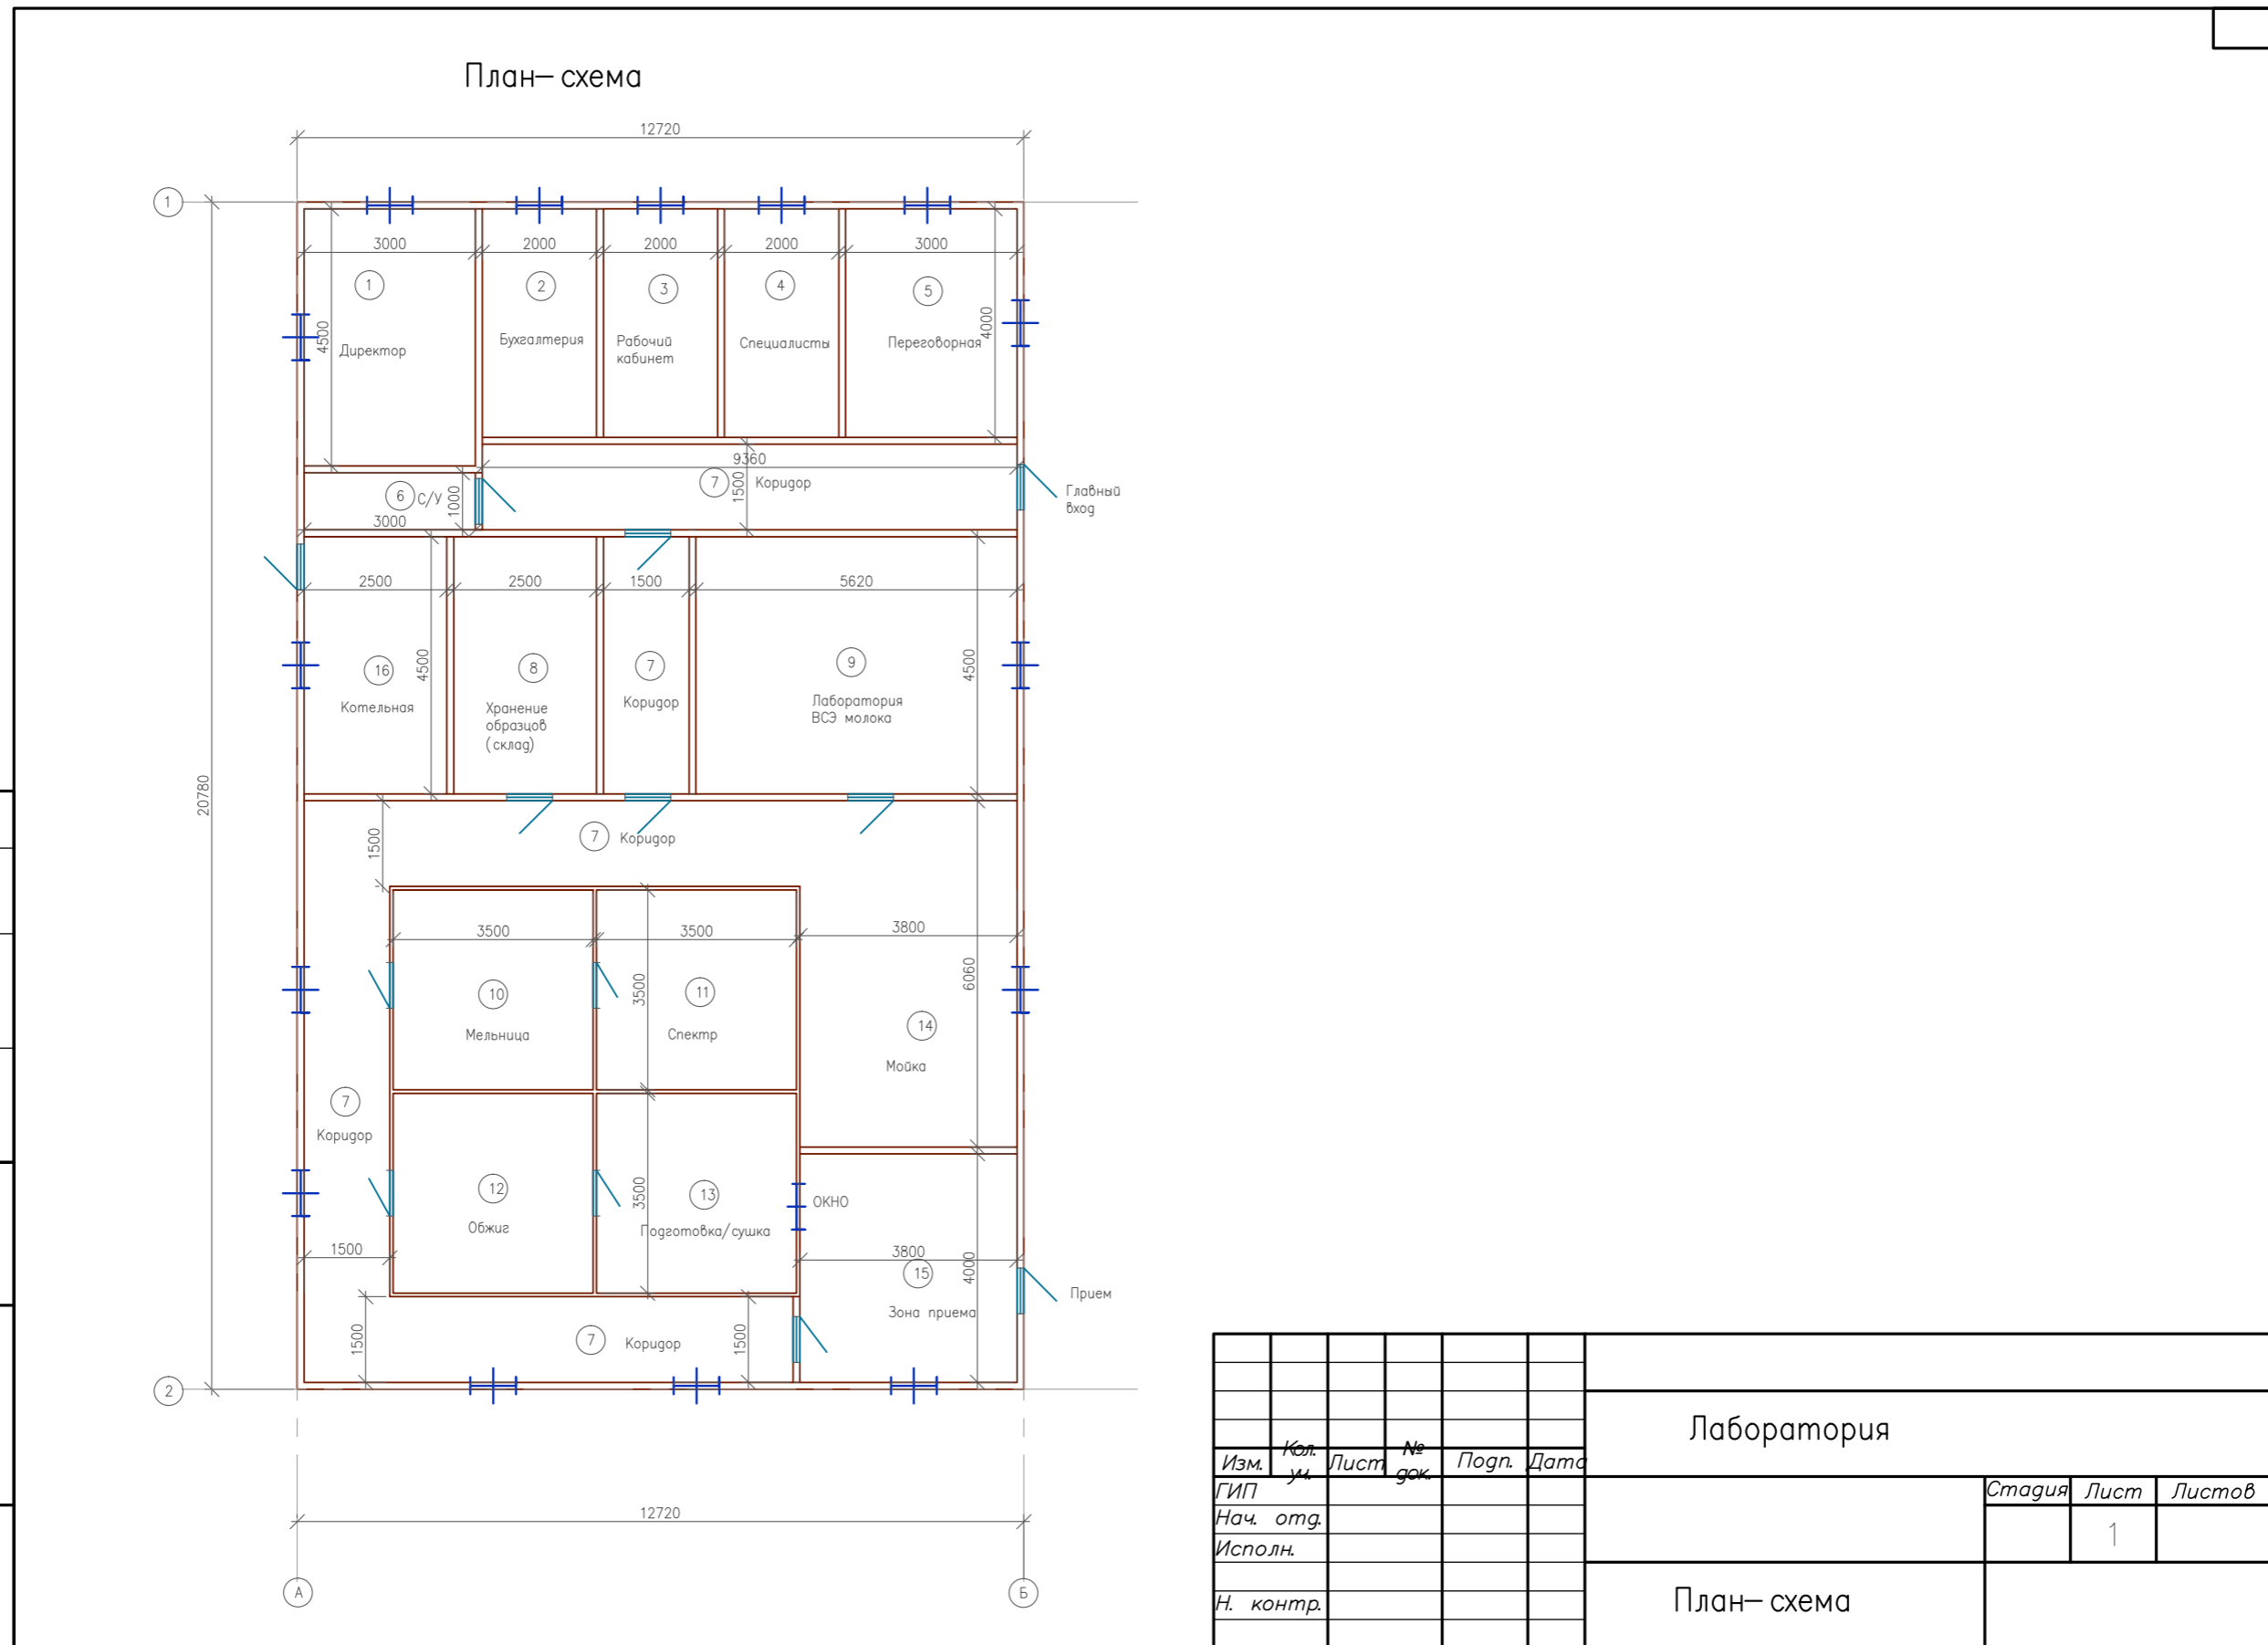 План– схема
12720
1
3000
2000
2000
2000
3000
1
2
3
4
5
4500
4000
Директор
Бухгалтерия
Рабочий
кабинет
Специалисты
Переговорная
9360
6
С/У
1000
7
1500
Коридор
Главный
вход
3000
2500
2500
1500
5620
16
4500
8
7
9
4500
Котельная
Хранение
образцов
(склад)
Коридор
Лаборатория
ВСЭ молока
20780
1500
7
Коридор
3500
3500
3800
10
3500
11
6060
Мельница
Спектр
14
Мойка
7
Коридор
12
3500
13
ОКНО
Обжиг
Подготовка/сушка
1500
3800
15
4000
Зона приема
Прием
1500
7
Коридор
1500
2
12720
А
Б
Лаборатория
Изм.
Кол.
уч.
Лист
№
док.
Подп.
Дата
ГИП
Стадия
Лист
Листов
Нач. отд.
1
Исполн.
План– схема
Н. контр.